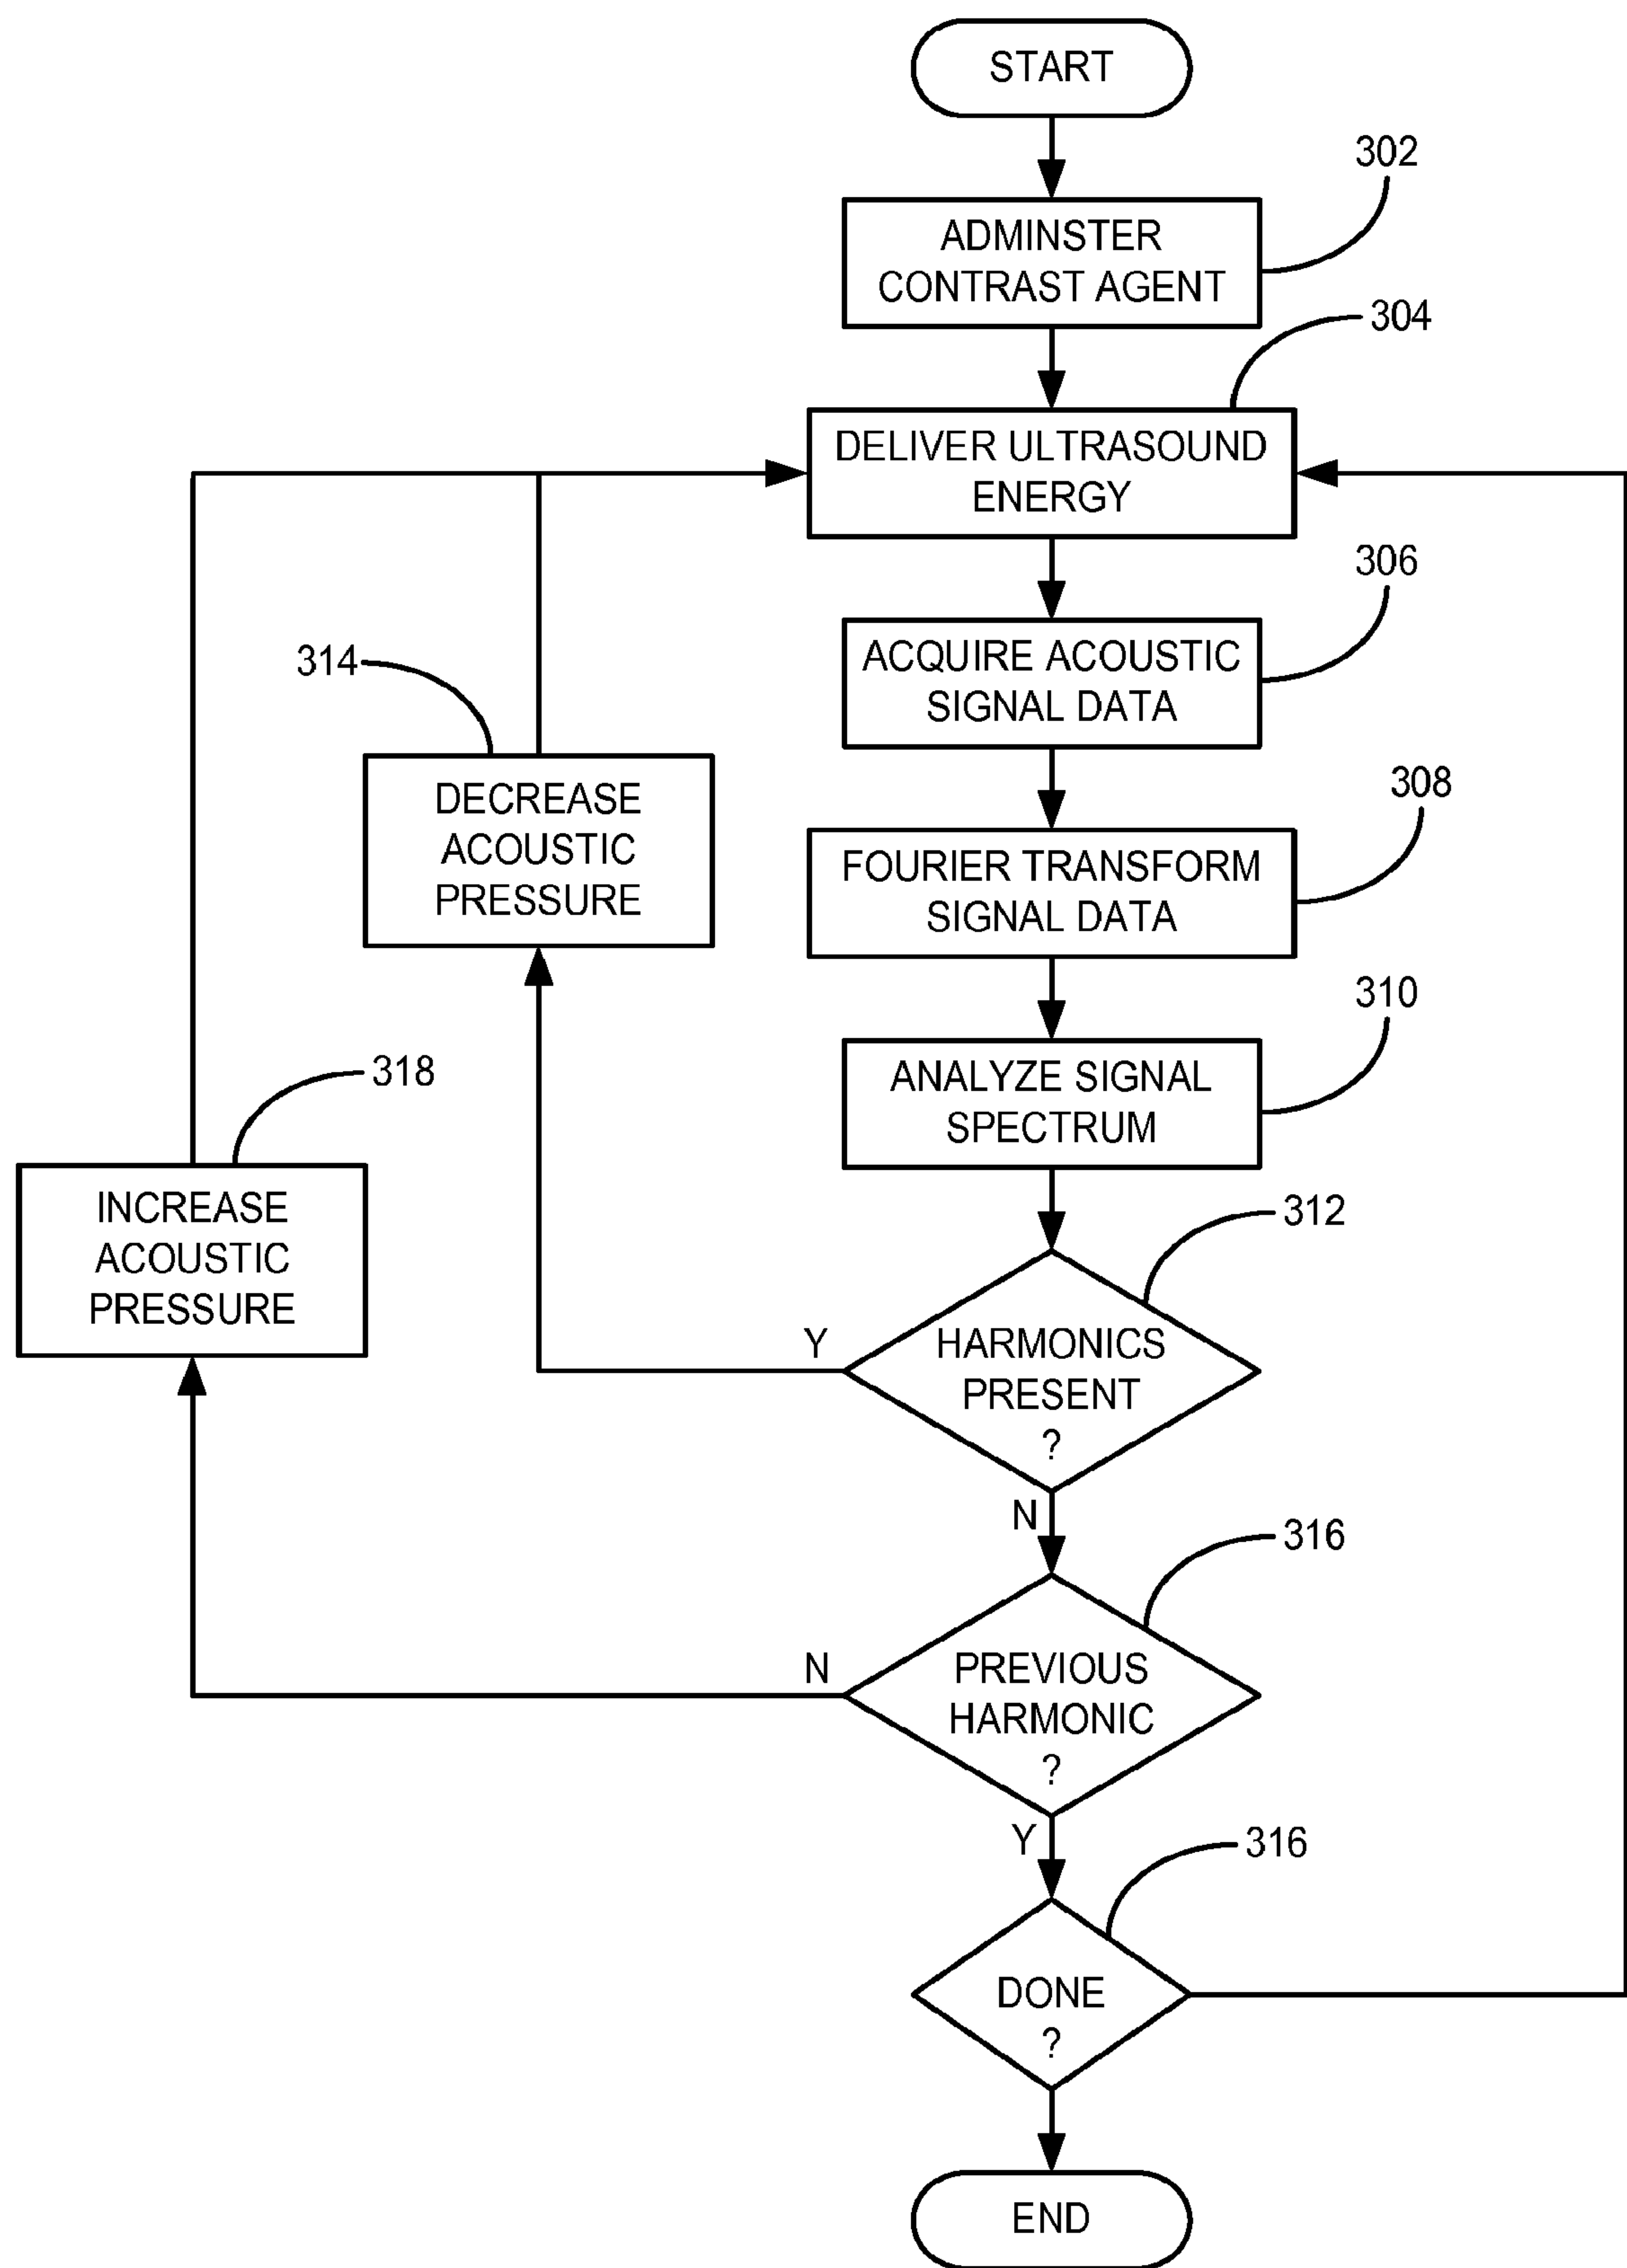 START
302
ADMINSTER
CONTRAST AGENT
304
DELIVER ULTRASOUND
ENERGY
306
ACQUIRE ACOUSTIC
SIGNAL DATA
314
DECREASE
ACOUSTIC
PRESSURE
308
FOURIER TRANSFORM
SIGNAL DATA
310
ANALYZE SIGNAL
SPECTRUM
318
INCREASE
ACOUSTIC
PRESSURE
312
Y
HARMONICS
PRESENT
?
N
316
N
PREVIOUS
HARMONIC
?
Y
316
DONE
?
END